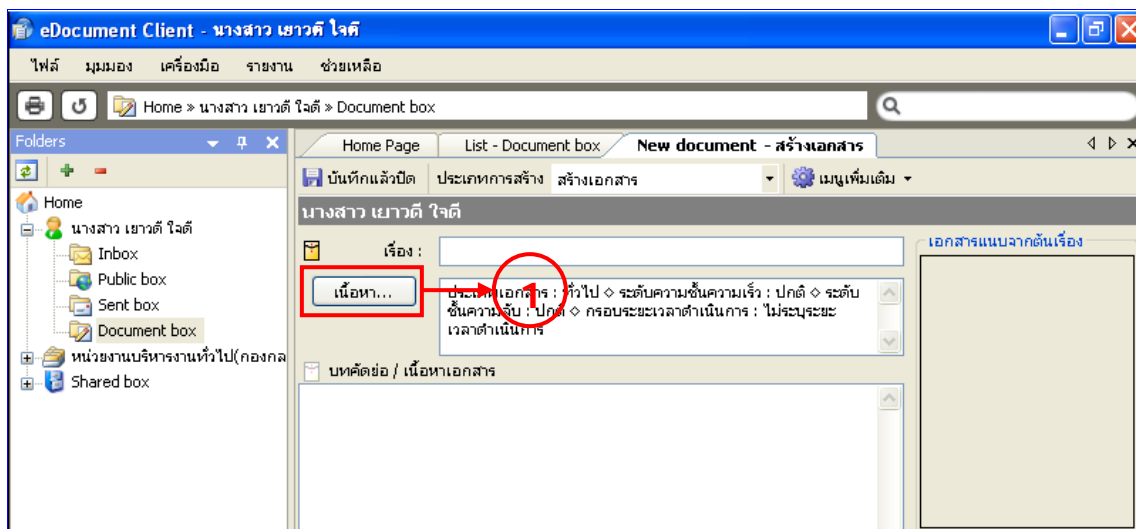 eDocument Client - นางสาว เยาวดี ใจดี
ไฟล์ มุมมอง เครื่องมือ รายงาน ช่วยเหลือ
Home » นางสาว เยาวดี ใจดี » Document box
Folders
Home Page List - Document box New document - สร้างเอกสาร
บันทึกแล้วปิด ประเภทการสร้าง สร้างเอกสาร เมนูเพิ่มเติม
Home
นางสาว เยาวดี ใจดี
Inbox
Public box
Sent box
Document box
หน่วยงานบริหารงานทั่วไป(กองกล
Shared box
นางสาว เยาวดี ใจดี
เรื่อง :
เนื้อหา...
1
ประเภทเอกสาร : ทั่วไป ◇ ระดับความชั้นความเร็ว : ปกติ ◇ ระดับ
ชั้นความลับ : ปกติ ◇ กรอบระยะเวลาดำเนินการ : ไม่ระบุระยะ
เวลาดำเนินการ
บทคัดย่อ / เนื้อหาเอกสาร
เอกสารแนบจากต้นเรื่อง